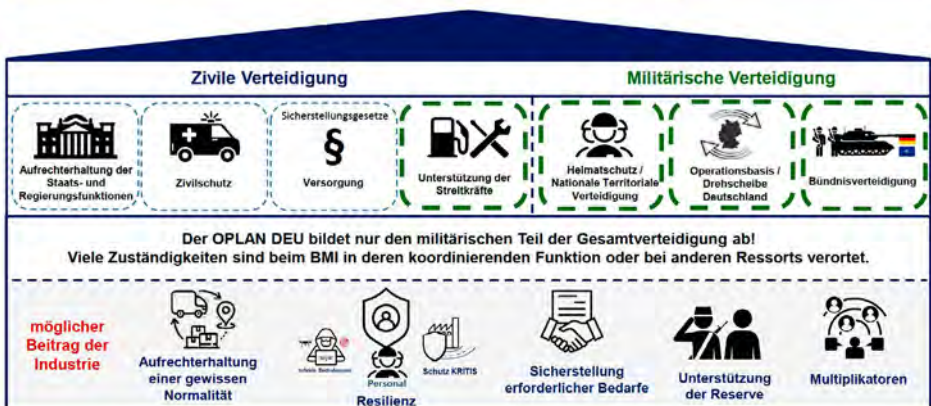 Zivile Verteidigung
Militärische Verteidigung
Aufrechterhaltung der
Staats- und
Regierungsfunktionen
Zivilschutz
Sicherstellungsgesetze
§
Versorgung
Unterstützung der
Streitkräfte
Heimatschutz /
Nationale Territoriale
Verteidigung
Operationsbasis /
Drehscheibe
Deutschland
Bündnisverteidigung
Der OPLAN DEU bildet nur den militärischen Teil der Gesamtverteidigung ab!
Viele Zuständigkeiten sind beim BMI in deren koordinierenden Funktion oder bei anderen Ressorts verortet.
möglicher
Beitrag der
Industrie
Aufrechterhaltung
einer gewissen
Normalität
Personal
Schutz KRITIS
Resilienz
Sicherstellung
erforderlicher Bedarfe
Unterstützung
der Reserve
Multiplikatoren